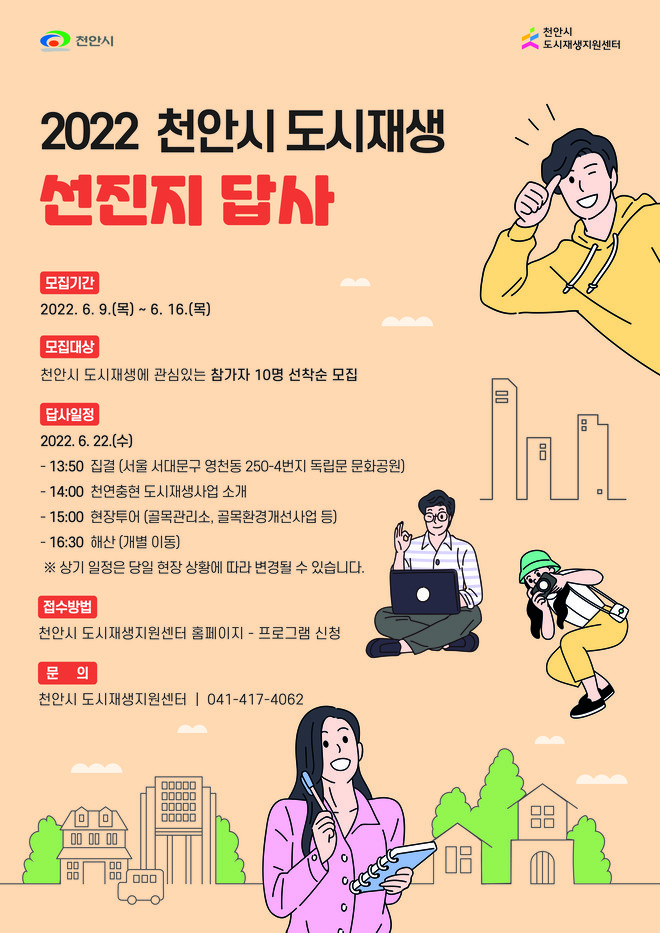 천안시
천안시
도시재생지원센터
2022 천안시 도시재생
선진지 답사
모집기간
2022. 6. 9.(목) ~ 6. 16.(목)
모집대상
천안시 도시재생에 관심있는 참가자 10명 선착순 모집
답사일정
2022. 6. 22.(수)
- 13:50 집결 (서울 서대문구 영천동 250-4번지 독립문 문화공원)
- 14:00 천연충현 도시재생사업 소개
- 15:00 현장투어 (골목관리소, 골목환경개선사업 등)
- 16:30 해산 (개별 이동)
※ 상기 일정은 당일 현장 상황에 따라 변경될 수 있습니다.
접수방법
천안시 도시재생지원센터 홈페이지 - 프로그램 신청
문 의
천안시 도시재생지원센터 | 041-417-4062